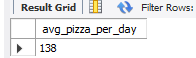 Result Grid
Filter Rows:
avg_pizza_per_day
138